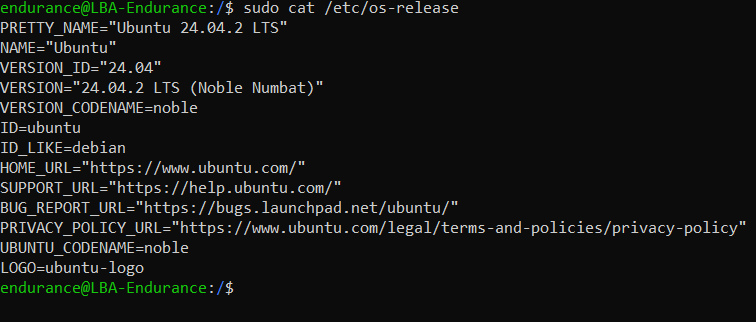 endurance@LBA-Endurance:/$ sudo cat /etc/os-release
PRETTY_NAME="Ubuntu 24.04.2 LTS"
NAME="Ubuntu"
VERSION_ID="24.04"
VERSION="24.04.2 LTS (Noble Numbat)"
VERSION_CODENAME=noble
ID=ubuntu
ID_LIKE=debian
HOME_URL="https://www.ubuntu.com/"
SUPPORT_URL="https://help.ubuntu.com/"
BUG_REPORT_URL="https://bugs.launchpad.net/ubuntu/"
PRIVACY_POLICY_URL="https://www.ubuntu.com/legal/terms-and-policies/privacy-policy"
UBUNTU_CODENAME=noble
LOGO=ubuntu-logo
endurance@LBA-Endurance:/$